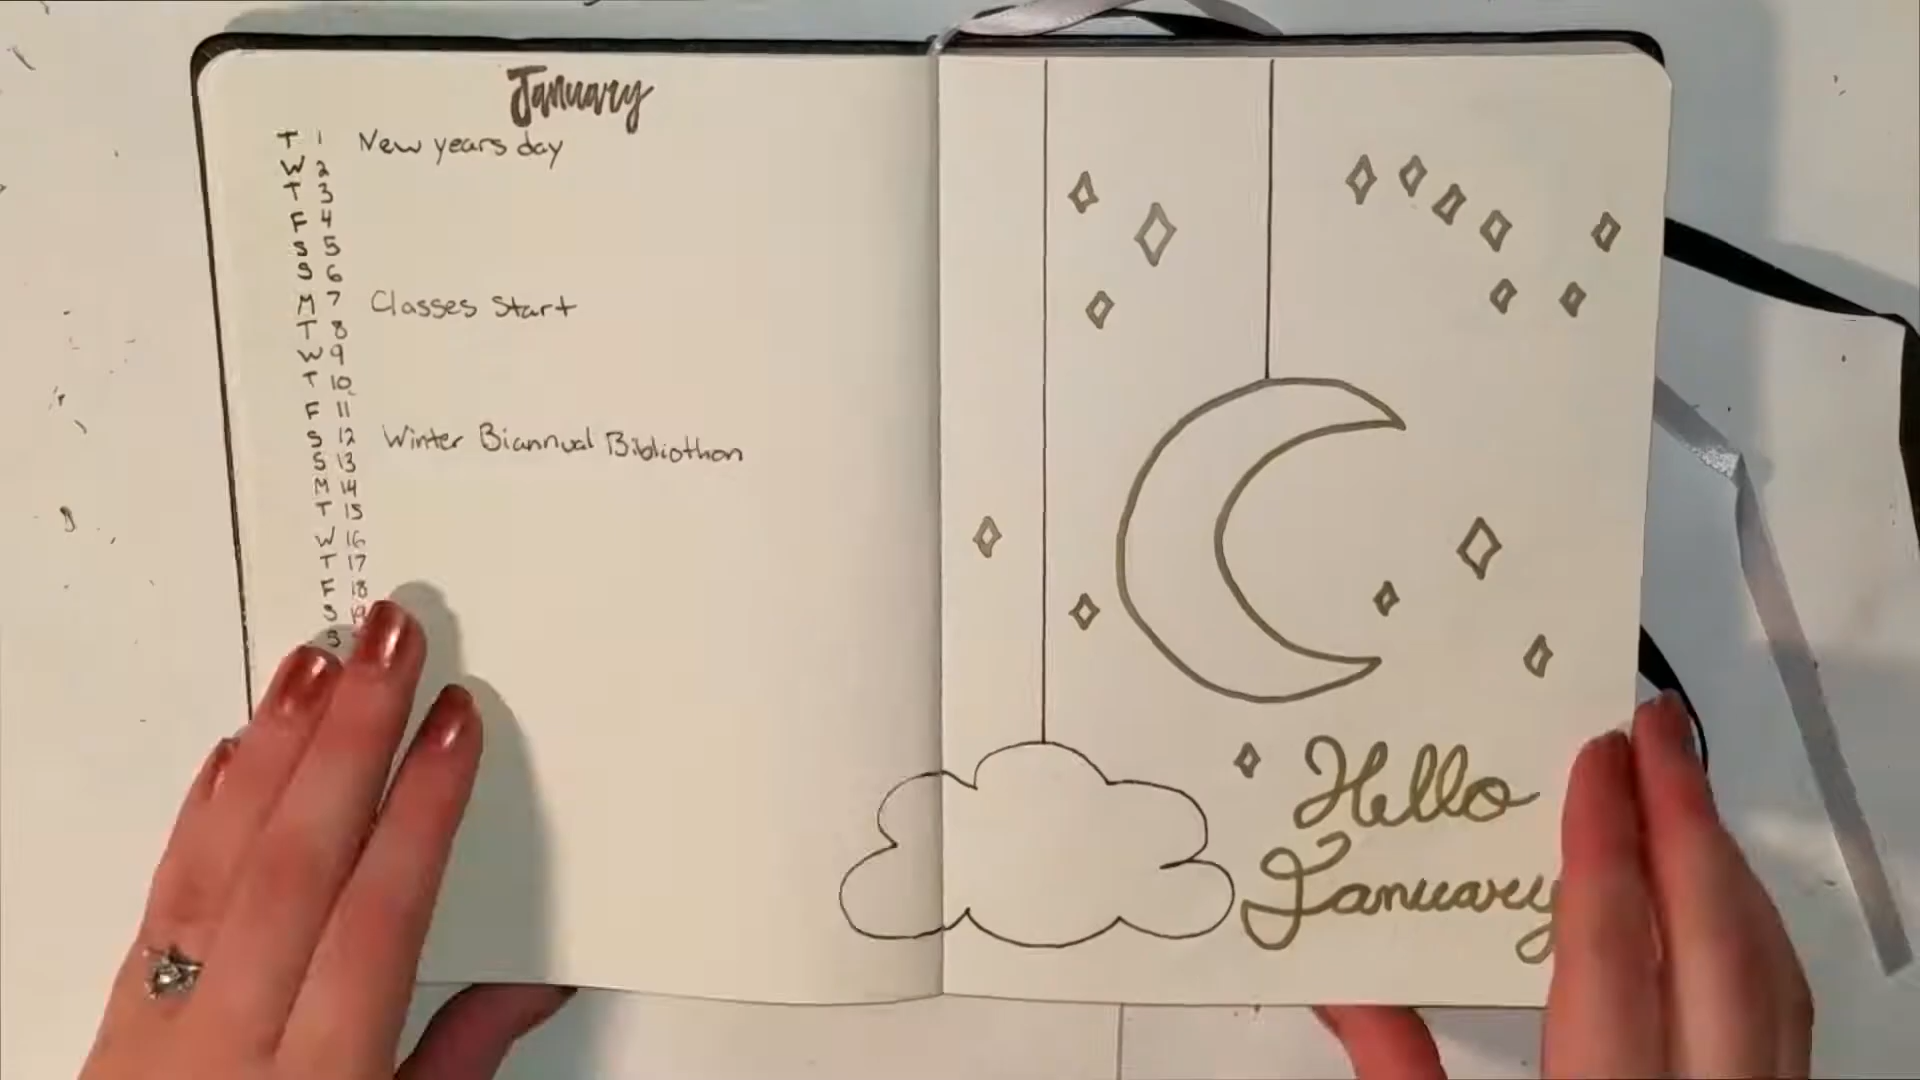 January
T 1 New years day
W 2
T 3
F 4
S 5
S 6
M 7 Classes Start
T 8
W 9
T 10
F 11
S 12 Winter Biannual Bibliothon
S 13
M 14
T 15
W 16
T 17
F 18
S 19
S
Hello
January